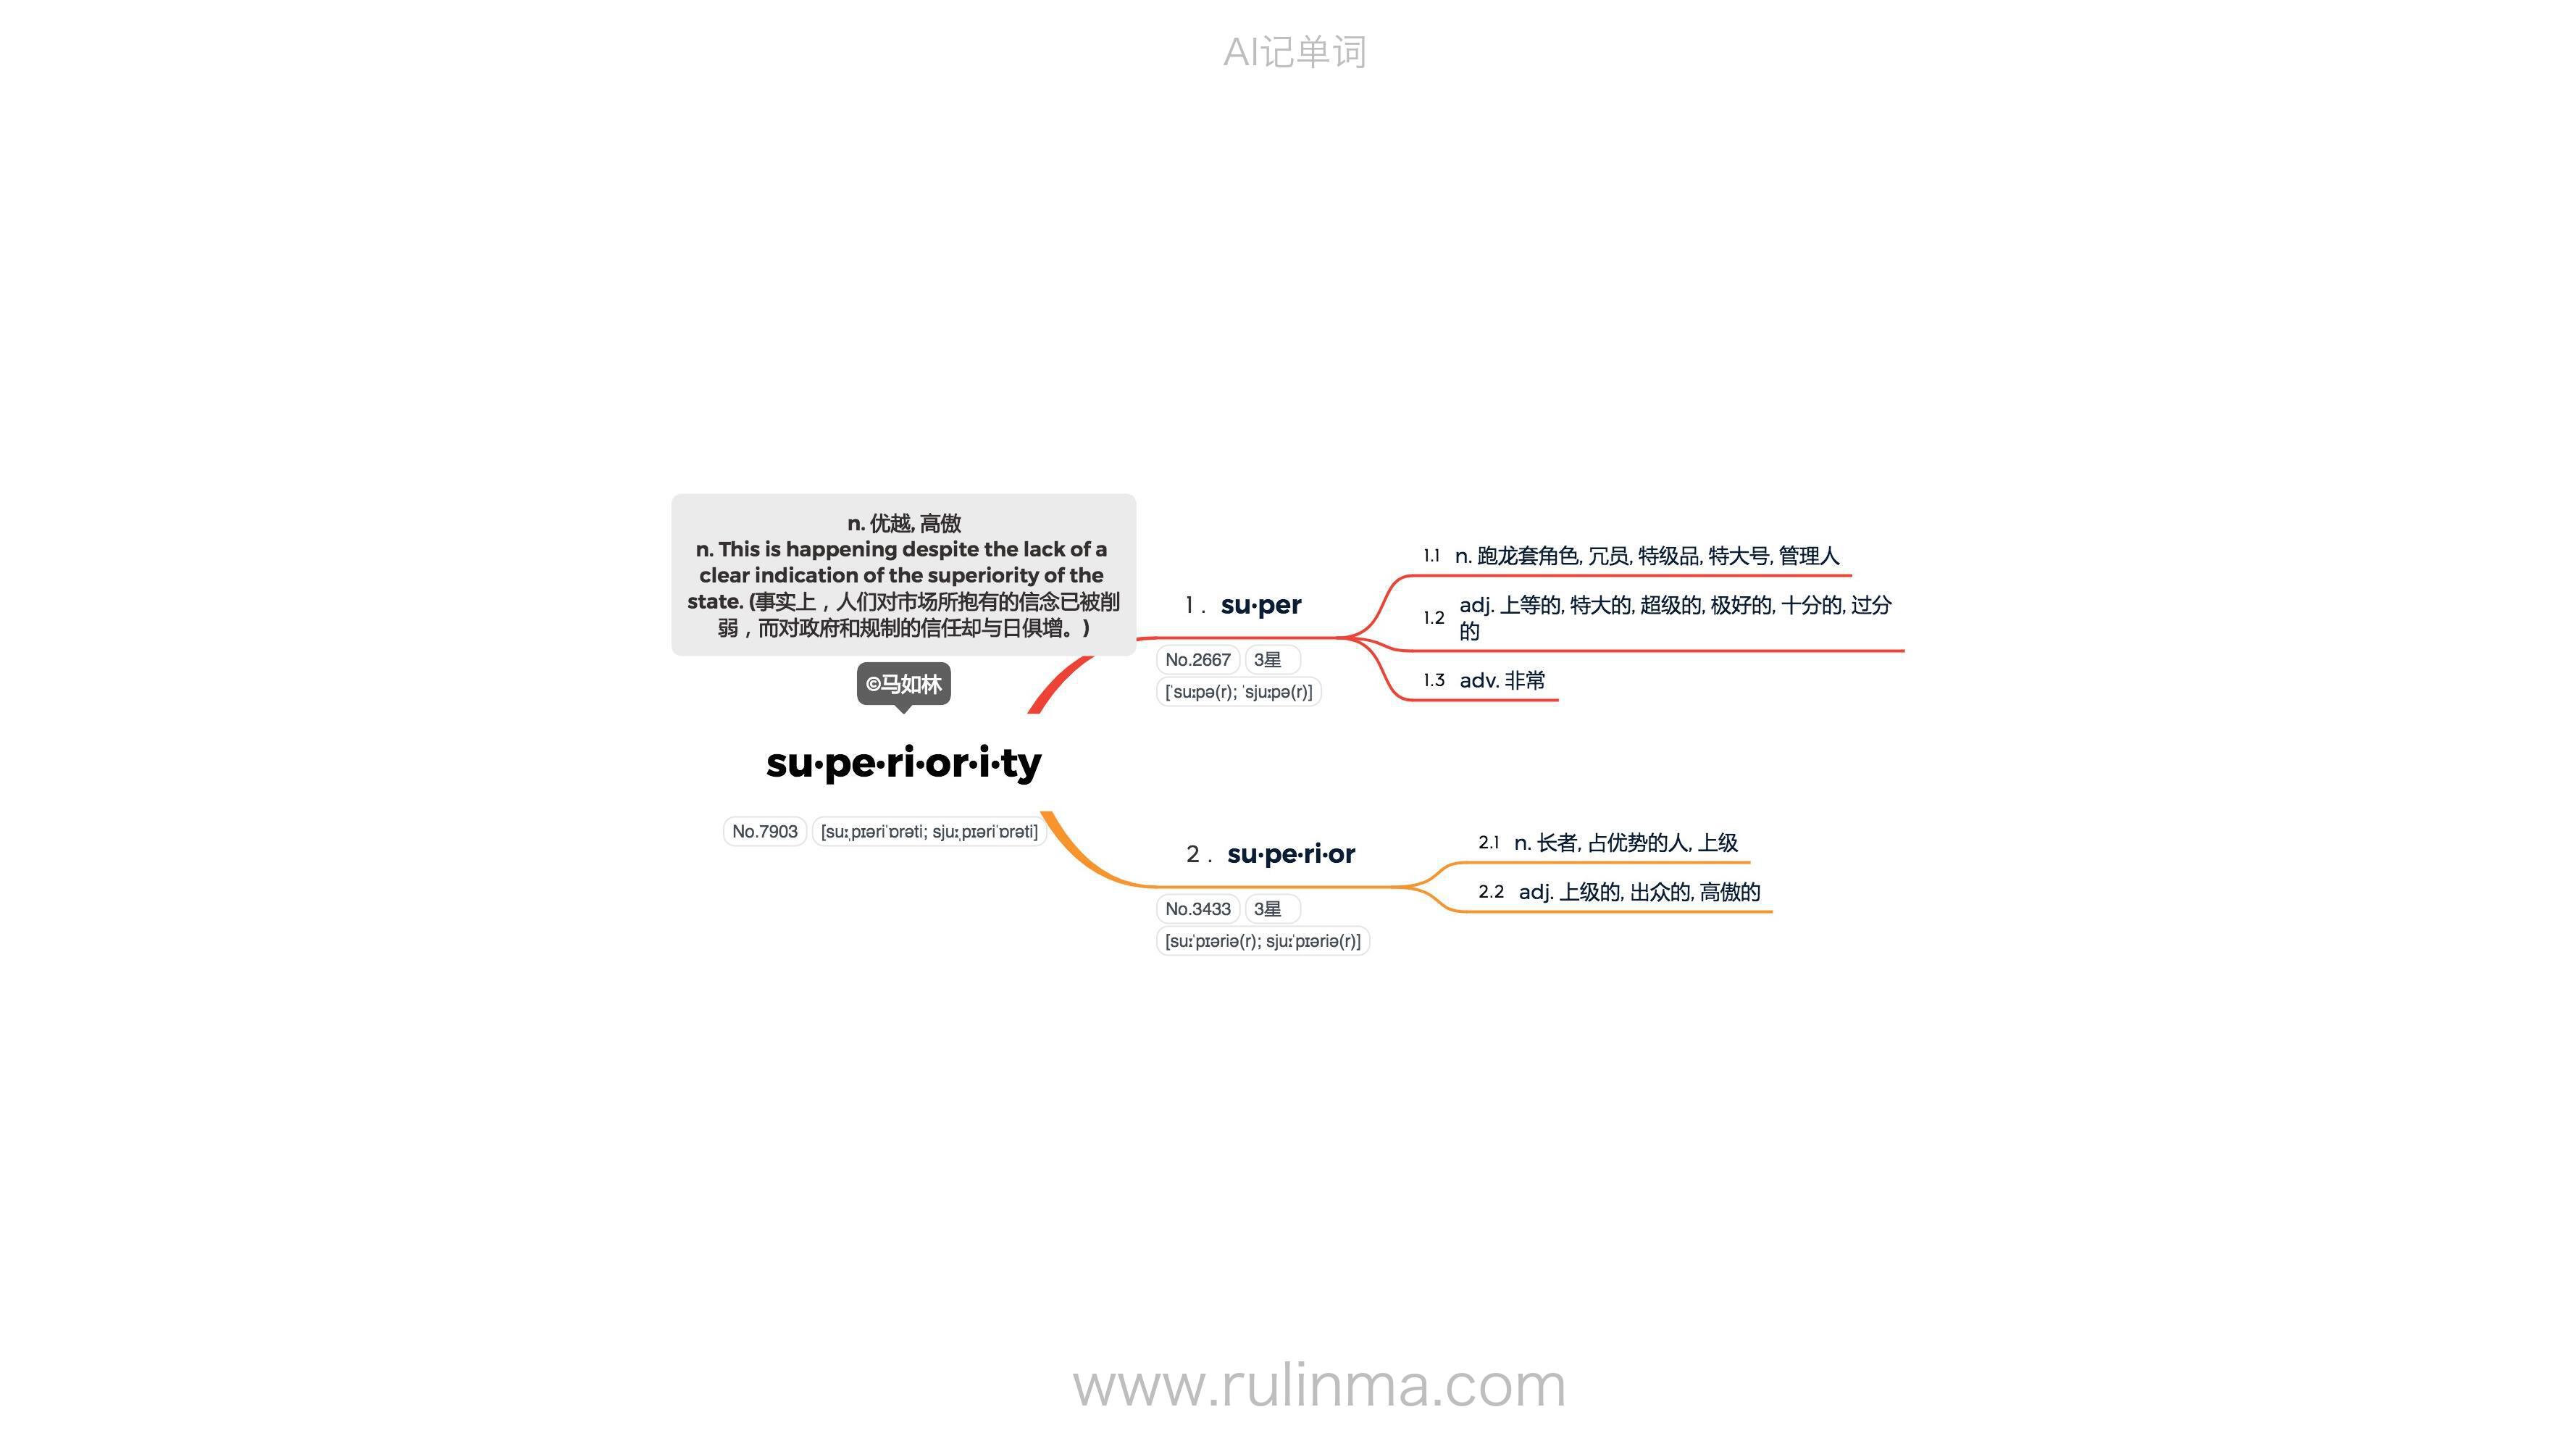 AI记单词
n. 优越, 高傲
n. This is happening despite the lack of a
clear indication of the superiority of the
state. (事实上，人们对市场所抱有的信念已被削
弱，而对政府和规制的信任却与日俱增。)
©马如林
su·pe·ri·or·i·ty
No.7903 [suːˌpɪəriˈɒrəti; sjuːˌpɪəriˈɒrəti]
1. su·per
No.2667 3星
[ˈsuːpə(r); ˈsjuːpə(r)]
1.1 n. 跑龙套角色, 冗员, 特级品, 特大号, 管理人
1.2 adj. 上等的, 特大的, 超级的, 极好的, 十分的, 过分
的
1.3 adv. 非常
2. su·pe·ri·or
No.3433 3星
[suːˈpɪəriə(r); sjuːˈpɪəriə(r)]
2.1 n. 长者, 占优势的人, 上级
2.2 adj. 上级的, 出众的, 高傲的
www.rulinma.com